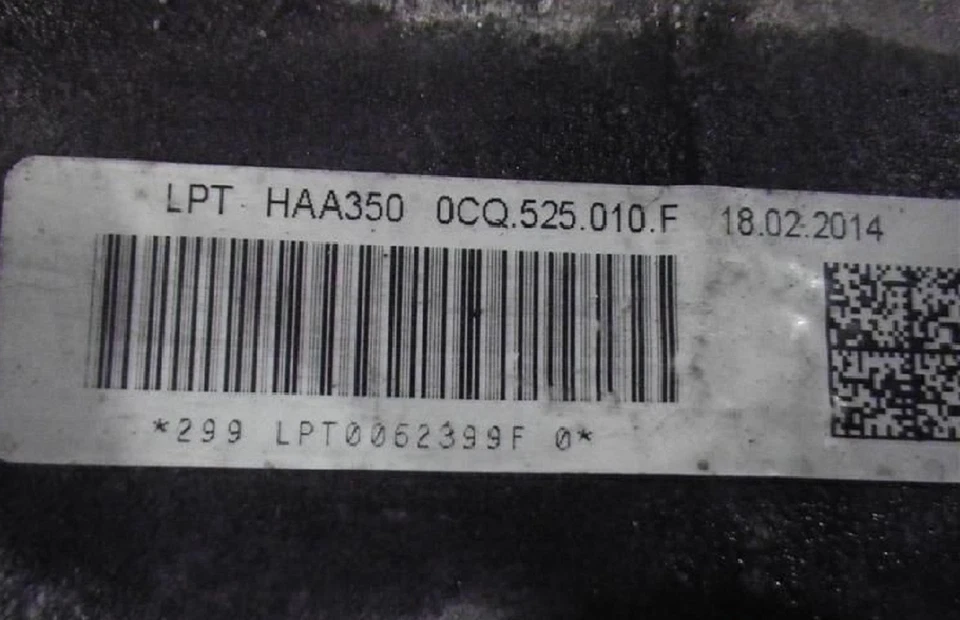 LPT HAA350 0CQ.525.010.F 18.02.2014
*299 LPT0062399F 0*